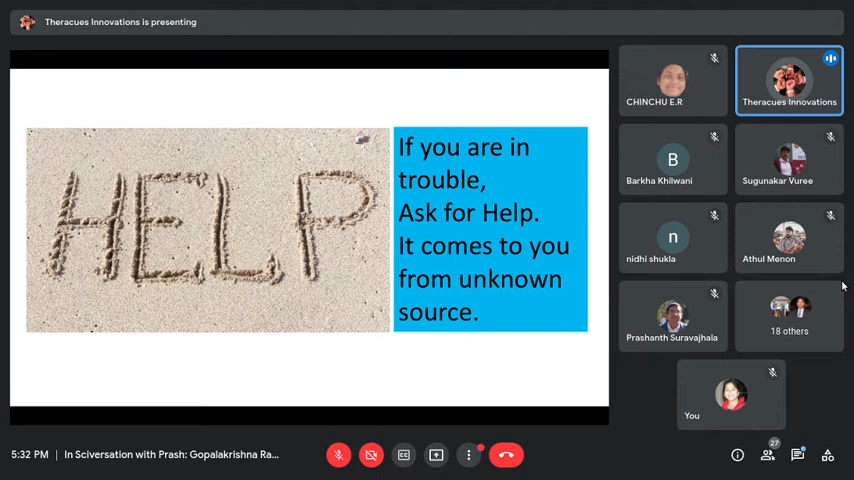 Theracues Innovations is presenting
HELP
If you are in
trouble,
Ask for Help.
It comes to you
from unknown
source.
CHINCHU E.R
Theracues Innovations
B
Barkha Khilwani
Sugunakar Vuree
n
nidhi shukla
Athul Menon
Prashanth Suravajhala
18 others
You
5:32 PM | In Sciversation with Prash: Gopalakrishna Ra...
CC
27